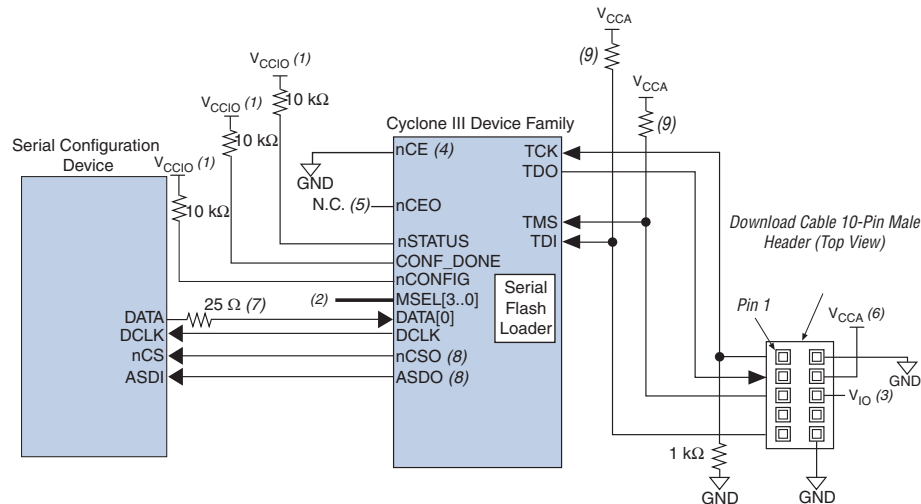 VCCA
(9)
VCCIO (1)
10 kΩ
VCCIO (1)
10 kΩ
VCCA
(9)
Serial Configuration
Device
VCCIO (1)
10 kΩ
Cyclone III Device Family
nCE (4)
GND
N.C. (5)
nCEO
nSTATUS
CONF_DONE
nCONFIG
(2)
MSEL[3..0]
DATA[0]
DCLK
nCSO (8)
ASDO (8)
TCK
TDO
TMS
TDI
Serial
Flash
Loader
DATA
DCLK
nCS
ASDI
25 Ω (7)
Download Cable 10-Pin Male
Header (Top View)
Pin 1
VCCA (6)
GND
VIO (3)
1 kΩ
GND
GND